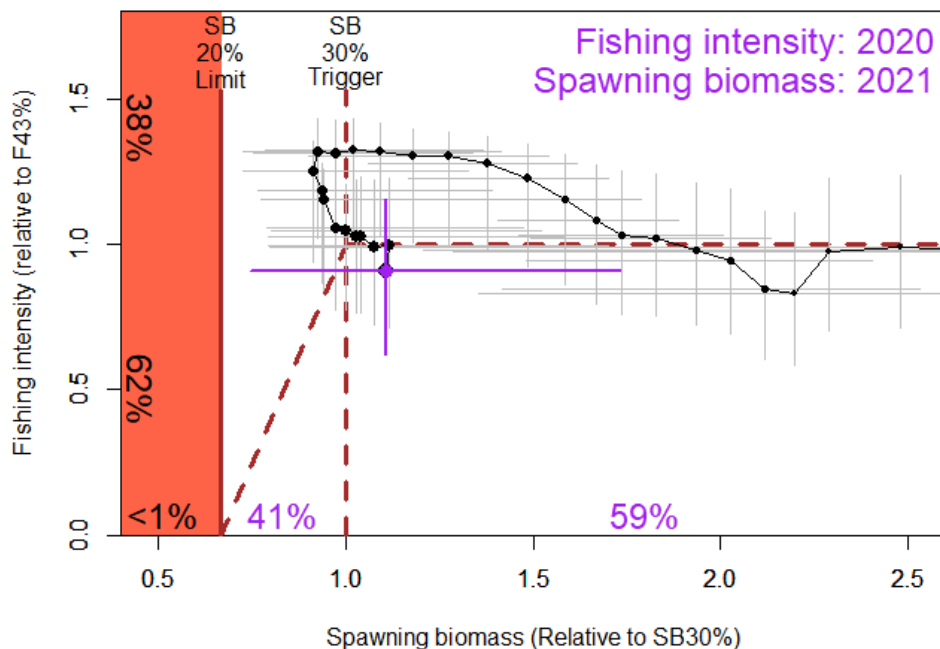 SB
20%
Limit
SB
30%
Trigger
Fishing intensity: 2020
Spawning biomass: 2021
Fishing intensity (relative to F43%)
1.5
1.0
0.5
0.0
38%
62%
<1%
41%
59%
0.5
1.0
1.5
2.0
2.5
Spawning biomass (Relative to SB30%)